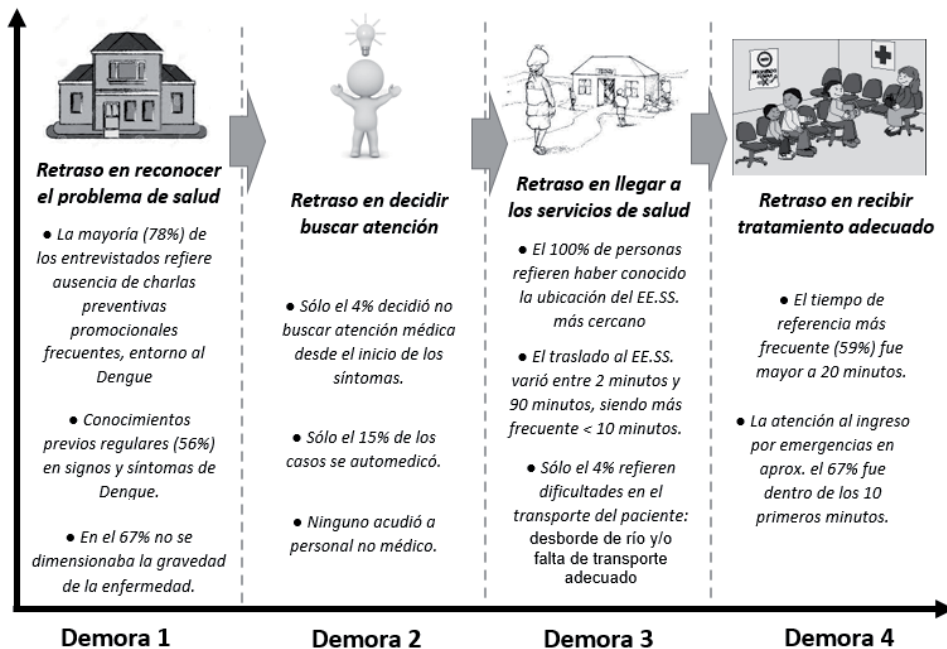 Retraso en reconocer
el problema de salud
● La mayoría (78%) de
los entrevistados refiere
ausencia de charlas
preventivas
promocionales
frecuentes, entorno al
Dengue
● Conocimientos
previos regulares (56%)
en signos y síntomas de
Dengue.
● En el 67% no se
dimensionaba la gravedad
de la enfermedad.
Demora 1
Retraso en decidir
buscar atención
● Sólo el 4% decidió no
buscar atención médica
desde el inicio de los
síntomas.
● Sólo el 15% de los
casos se automedicó.
● Ninguno acudió a
personal no médico.
Demora 2
Retraso en llegar a
los servicios de salud
● El 100% de personas
refieren haber conocido
la ubicación del EE.SS.
más cercano
● El traslado al EE.SS.
varió entre 2 minutos y
90 minutos, siendo más
frecuente < 10 minutos.
● Sólo el 4% refieren
dificultades en el
transporte del paciente:
desborde de río y/o
falta de transporte
adecuado
Demora 3
Retraso en recibir
tratamiento adecuado
● El tiempo de
referencia más
frecuente (59%) fue
mayor a 20 minutos.
● La atención al ingreso
por emergencias en
aprox. el 67% fue
dentro de los 10
primeros minutos.
Demora 4